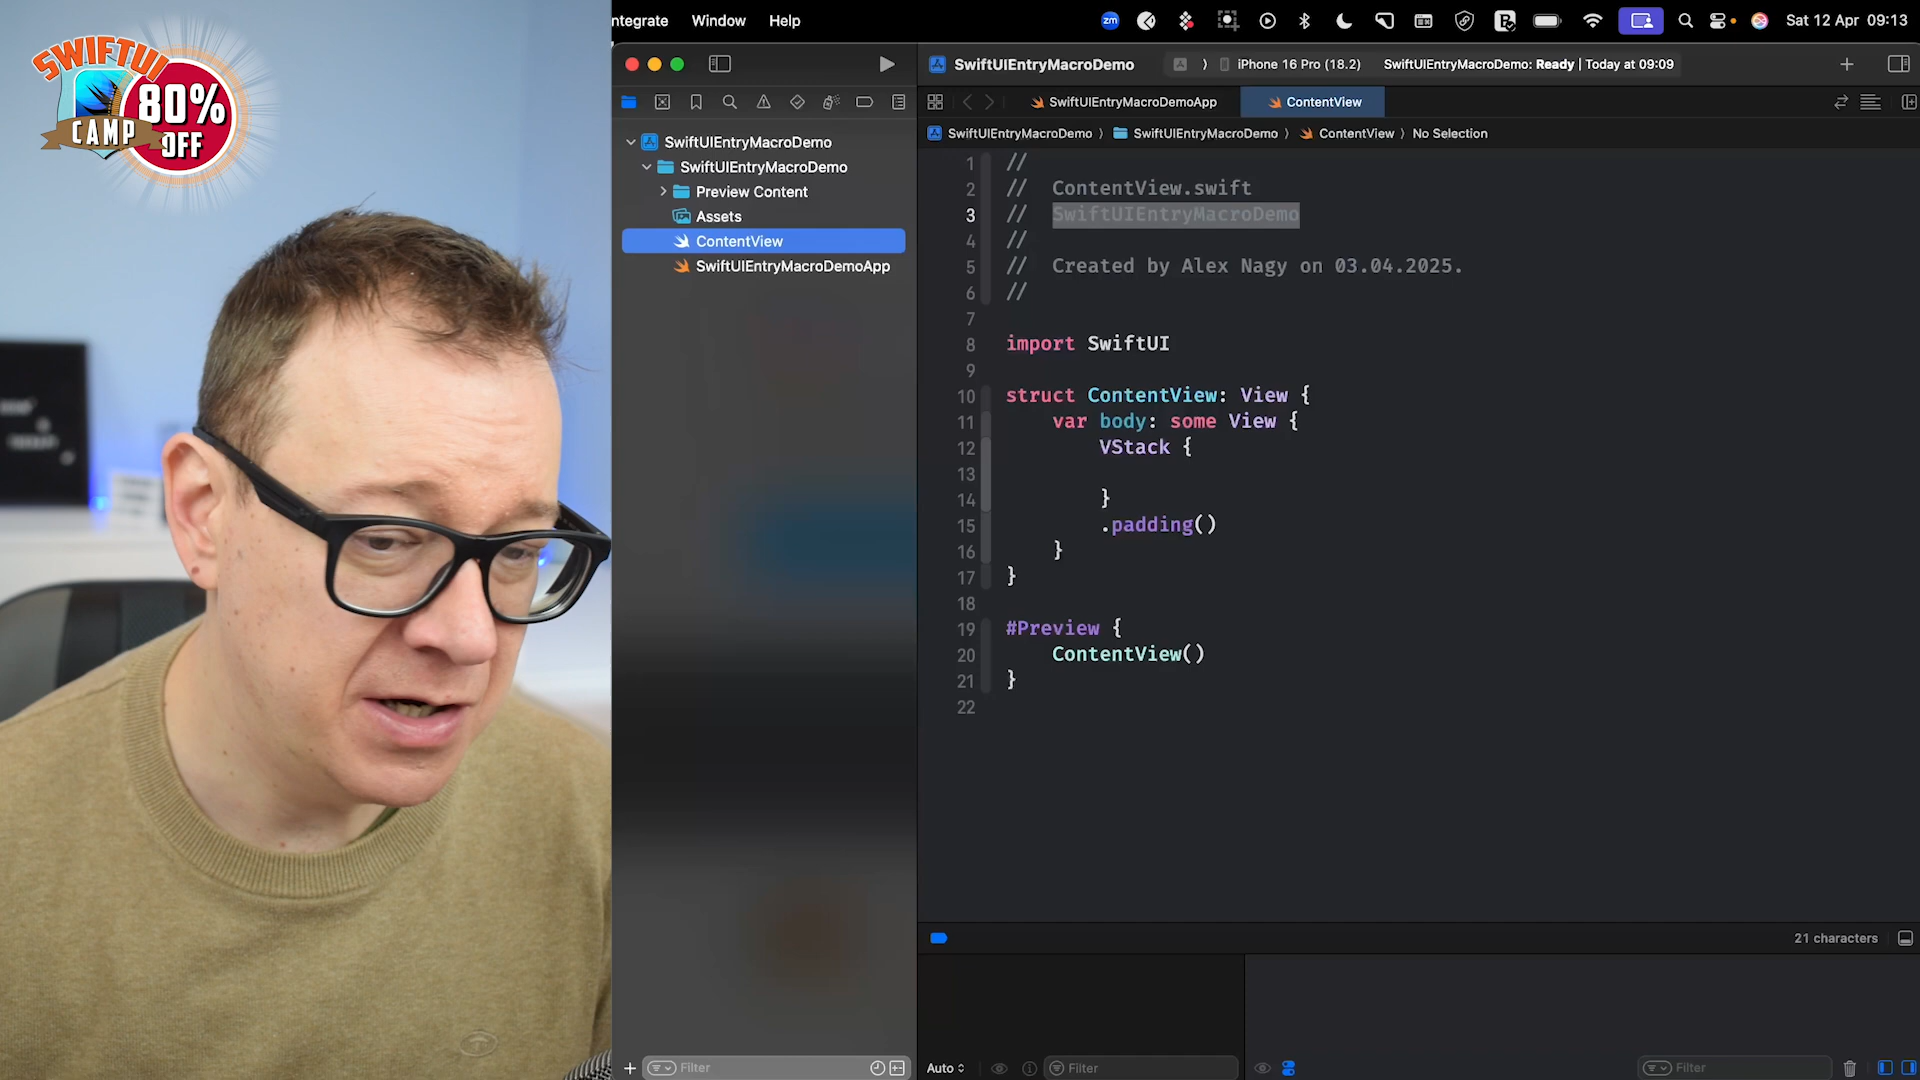 SWIFTUI
CAMP
80%
OFF
ntegrate Window Help
zm
Sat 12 Apr 09:13
SwiftUIEntryMacroDemo
iPhone 16 Pro (18.2)
SwiftUIEntryMacroDemo: Ready | Today at 09:09
SwiftUIEntryMacroDemoApp
ContentView
SwiftUIEntryMacroDemo
SwiftUIEntryMacroDemo
ContentView
No Selection
SwiftUIEntryMacroDemo
SwiftUIEntryMacroDemo
Preview Content
Assets
ContentView
SwiftUIEntryMacroDemoApp
1 //
2 // ContentView.swift
3 // SwiftUIEntryMacroDemo
4 //
5 // Created by Alex Nagy on 03.04.2025.
6 //
7
8 import SwiftUI
9
10 struct ContentView: View {
11 var body: some View {
12 VStack {
13
14 }
15 .padding()
16 }
17 }
18
19 #Preview {
20 ContentView()
21 }
22
21 characters
Filter
Auto
Filter
Filter